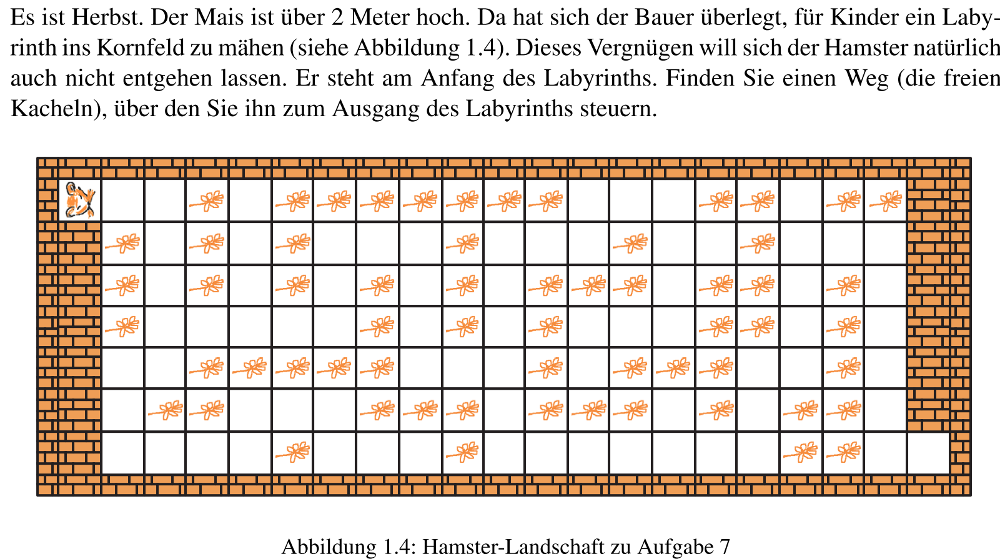 Es ist Herbst. Der Mais ist über 2 Meter hoch. Da hat sich der Bauer überlegt, für Kinder ein Laby-
rinth ins Kornfeld zu mähen (siehe Abbildung 1.4). Dieses Vergnügen will sich der Hamster natürlich
auch nicht entgehen lassen. Er steht am Anfang des Labyrinths. Finden Sie einen Weg (die freien
Kacheln), über den Sie ihn zum Ausgang des Labyrinths steuern.
Abbildung 1.4: Hamster-Landschaft zu Aufgabe 7